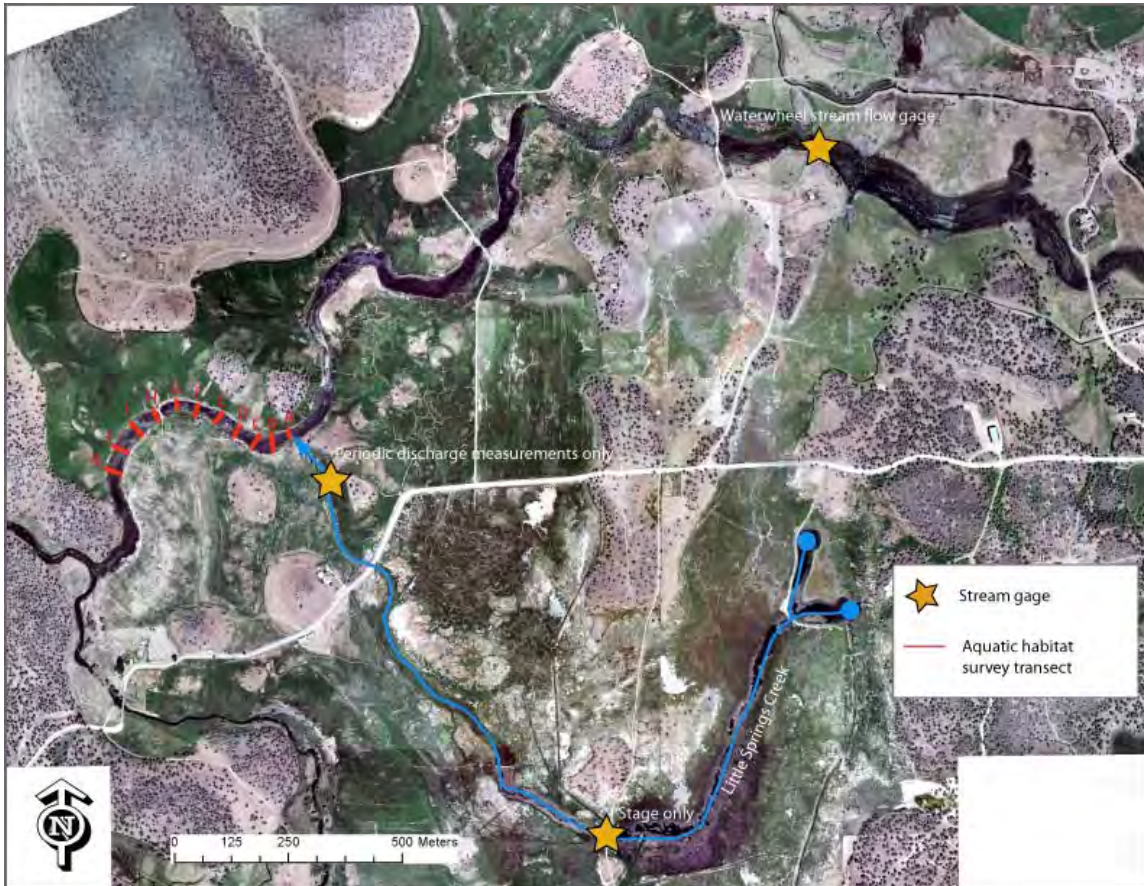 Waterwheel stream flow gage
Periodic discharge measurements only
Little Springs Creek
Stage only
Stream gage
Aquatic habitat
survey transect
N
0 125 250 500 Meters